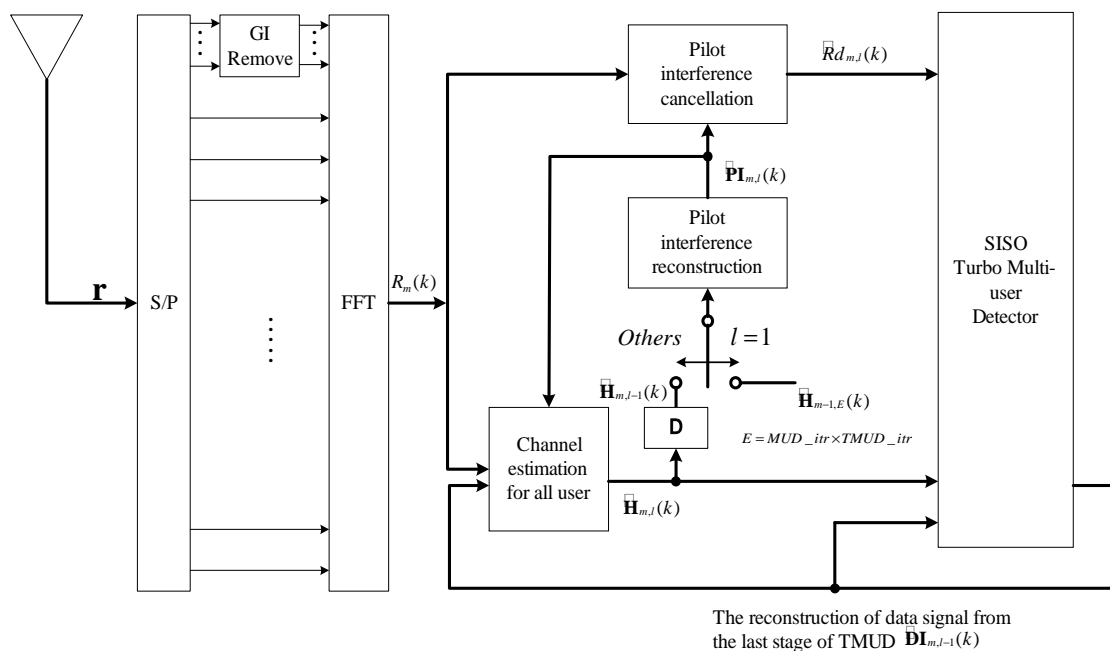 GI
Remove
Pilot
interference
cancellation
Rd_{m,l}(k)
PI_{m,l}(k)
Pilot
interference
reconstruction
SISO
Turbo Multi-
user
Detector
r
S/P
FFT
R_m(k)
Others
l = 1
H_{m,l-1}(k)
H_{m-1,E}(k)
D
E = MUD_itr×TMUD_itr
Channel
estimation
for all user
H_{m,l}(k)
The reconstruction of data signal from
the last stage of TMUD DI_{m,l-1}(k)